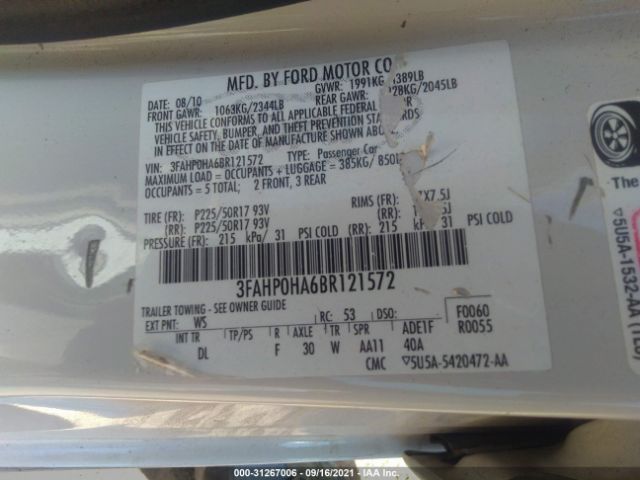 MFD. BY FORD MOTOR CO
DATE: 08/10 GVWR: 1991KG 4389LB
FRONT GAWR: 1063KG/2344LB REAR GAWR: 928KG/2045LB
THIS VEHICLE CONFORMS TO ALL APPLICABLE FEDERAL
VEHICLE SAFETY, BUMPER, AND THEFT PREVENTION STANDARDS
DATE OF MANUFACTURE SHOWN
VIN: 3FAHP0HA6BR121572 TYPE: Passenger Car
MAXIMUM LOAD = OCCUPANTS + LUGGAGE = 385KG/ 850LB
OCCUPANTS = 5 TOTAL; 2 FRONT, 3 REAR
TIRE (FR): P225/50R17 93V RIMS (FR): X7.5J
(RR): P225/50R17 93V (RR):
PRESSURE (FR): 215 kPa/ 31 PSI COLD (RR): 215 kPa/ 31 PSI COLD
3FAHP0HA6BR121572
TRAILER TOWING - SEE OWNER GUIDE
EXT PNT: WS RC: 53 DSO: F0060
INT TR TP/PS R AXLE TR SPR ADE1F R0055
DL F 30 W AA11 40A
CMC ▽5U5A-5420472-AA
The
▽5U5A-1532-AA
000-31267006 - 09/16/2021 - IAA Inc.